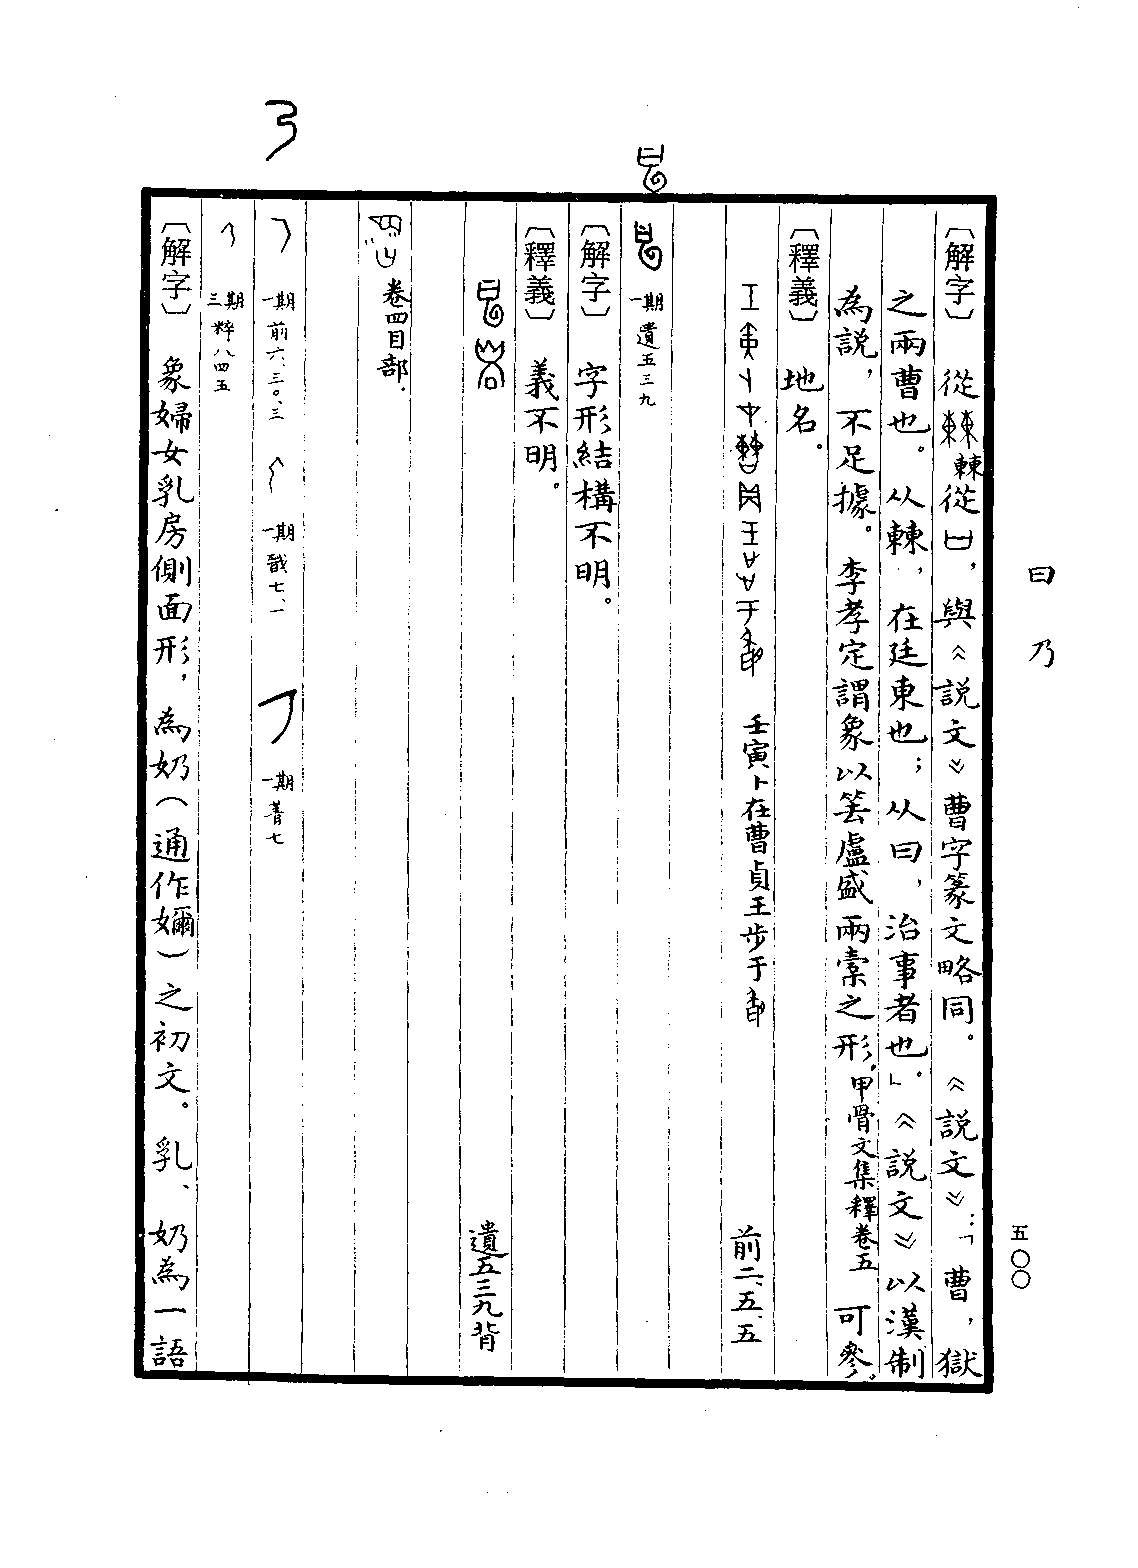 曰 乃
五〇〇
〔解字〕 從㯥從曰，與《說文》曹字篆文略同。《說文》：「曹，獄
之兩曹也。从㯥，在廷東也；从曰，治事者也。」《說文》以漢制
為說，不足據。李孝定謂象以筶盧盛兩橐之形，甲骨文集釋卷五 可參。
〔釋義〕 地名。
壬寅卜在曹貞王步于 前二、五、五
一期 遺五三九
〔解字〕 字形結構不明。
〔釋義〕 義不明。
遺五三九背
卷四目部．
乃
一期 前六、三〇、三 一期 戩七、一 一期 菁七
三期 粹八四五
〔解字〕 象婦女乳房側面形，為奶（通作嬭）之初文。乳、奶為一語